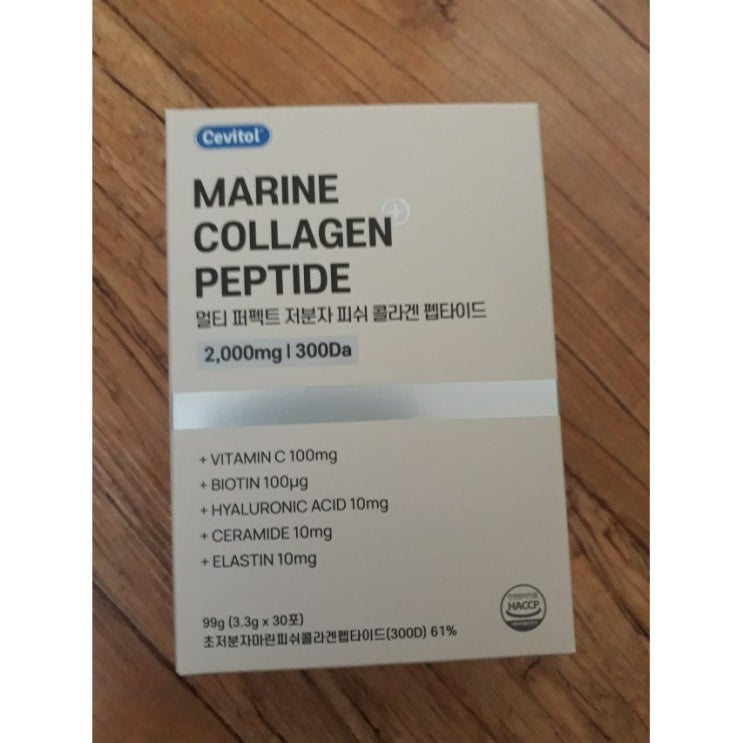 Cevitol
MARINE
COLLAGEN
PEPTIDE
멀티 퍼펙트 저분자 피쉬 콜라겐 펩타이드
2,000mg | 300Da
+ VITAMIN C 100mg
+ BIOTIN 100μg
+ HYALURONIC ACID 10mg
+ CERAMIDE 10mg
+ ELASTIN 10mg
HACCP
99g (3.3g x 30포)
초저분자마린피쉬콜라겐펩타이드(300D) 61%